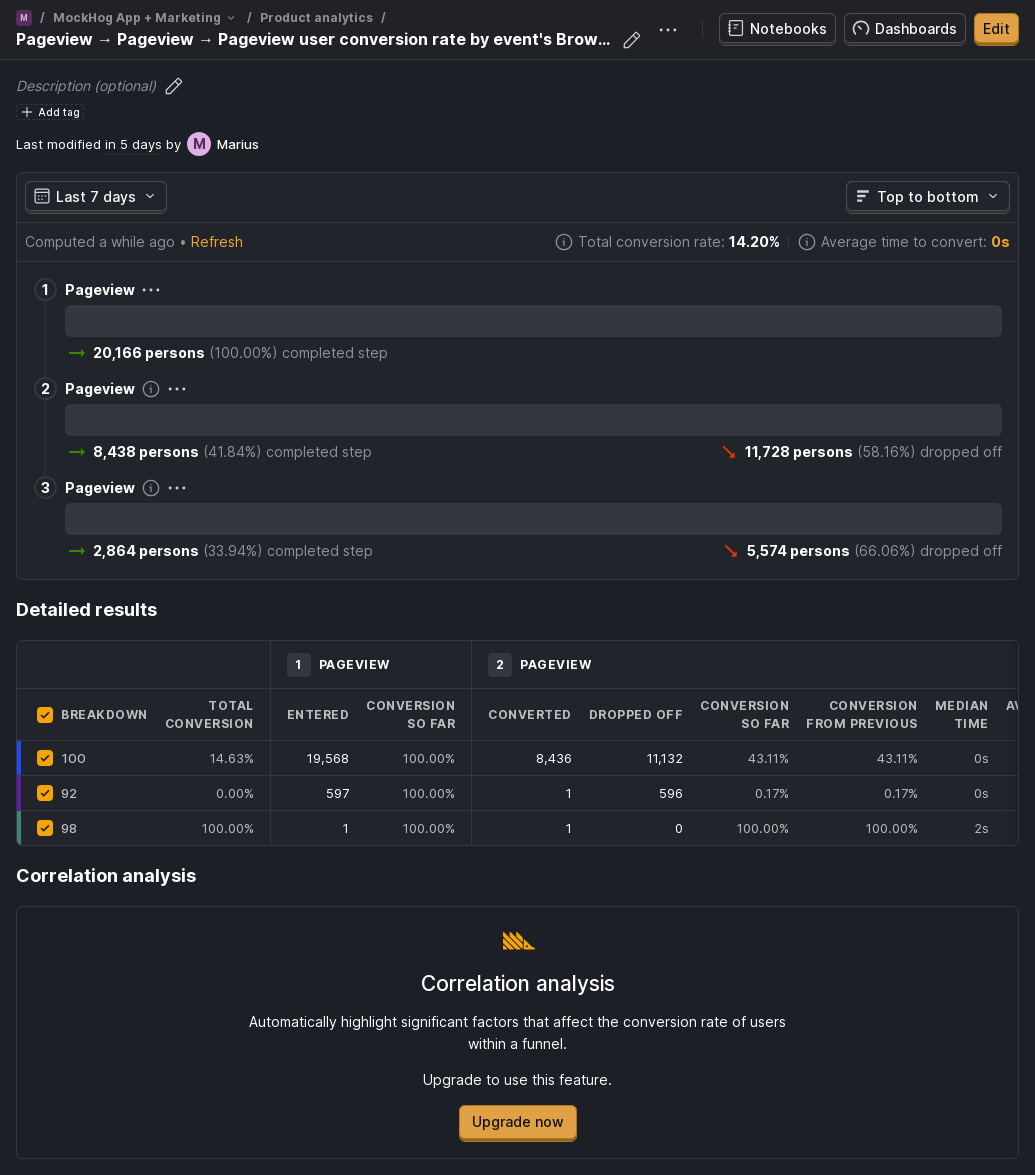 M / MockHog App + Marketing / Product analytics /
Pageview → Pageview → Pageview user conversion rate by event's Brow...
Notebooks
Dashboards
Edit
Description (optional)
Add tag
Last modified in 5 days by M Marius
Last 7 days
Top to bottom
Computed a while ago • Refresh
Total conversion rate: 14.20%
Average time to convert: 0s
1 Pageview
20,166 persons (100.00%) completed step
2 Pageview
8,438 persons (41.84%) completed step
11,728 persons (58.16%) dropped off
3 Pageview
2,864 persons (33.94%) completed step
5,574 persons (66.06%) dropped off
Detailed results
1 PAGEVIEW
2 PAGEVIEW
BREAKDOWN
TOTAL
CONVERSION
ENTERED
CONVERSION
SO FAR
CONVERTED
DROPPED OFF
CONVERSION
SO FAR
CONVERSION
FROM PREVIOUS
MEDIAN
TIME
100 14.63% 19,568 100.00% 8,436 11,132 43.11% 43.11% 0s
92 0.00% 597 100.00% 1 596 0.17% 0.17% 0s
98 100.00% 1 100.00% 1 0 100.00% 100.00% 2s
Correlation analysis
Correlation analysis
Automatically highlight significant factors that affect the conversion rate of users
within a funnel.
Upgrade to use this feature.
Upgrade now